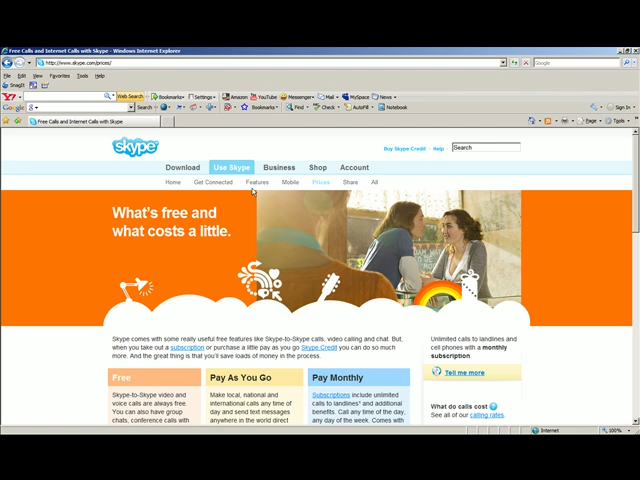 Free Calls and Internet Calls with Skype - Windows Internet Explorer
http://www.skype.com/prices/
Google
File Edit View Favorites Tools Help
SnagIt
Y! Web Search Bookmarks Settings Amazon YouTube Messenger Mail MySpace News
Google Search Bookmarks Find Check AutoFill Notebook Sign In
Free Calls and Internet Calls with Skype Page Tools
skype
Buy Skype Credit Help Search
Download Use Skype Business Shop Account
Home Get Connected Features Mobile Prices Share All
What's free and
what costs a little.
Skype comes with some really useful free features like Skype-to-Skype calls, video calling and chat. But,
when you take out a subscription or purchase a little pay as you go Skype Credit you can do so much
more. And the great thing is that you'll save loads of money in the process.
Unlimited calls to landines and
cell phones with a monthly
subscription.
Tell me more
Free
Skype-to-Skype video and
voice calls are always free.
You can also have group
chats, conference calls with
Pay As You Go
Make local, national and
international calls any time of
day and send text messages
anywhere in the world direct
Pay Monthly
Subscriptions include unlimited
calls to landlines¹ and additional
benefits. Call any time of the day,
any day of the week. Comes with
What do calls cost
See all of our calling rates.
Internet 100%